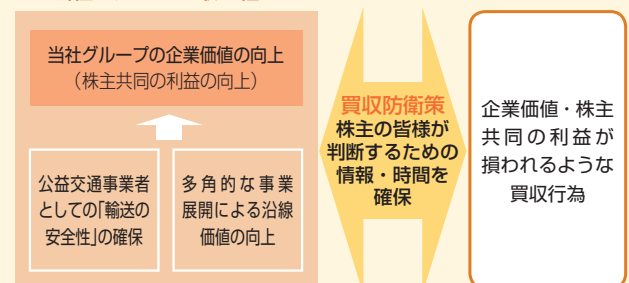 当社グループの企業価値の向上
（株主共同の利益の向上）
公益交通事業者
としての「輸送の
安全性」の確保
多角的な事業
展開による沿線
価値の向上
買収防衛策
株主の皆様が
判断するための
情報・時間を
確保
企業価値・株主
共同の利益が
損われるような
買収行為